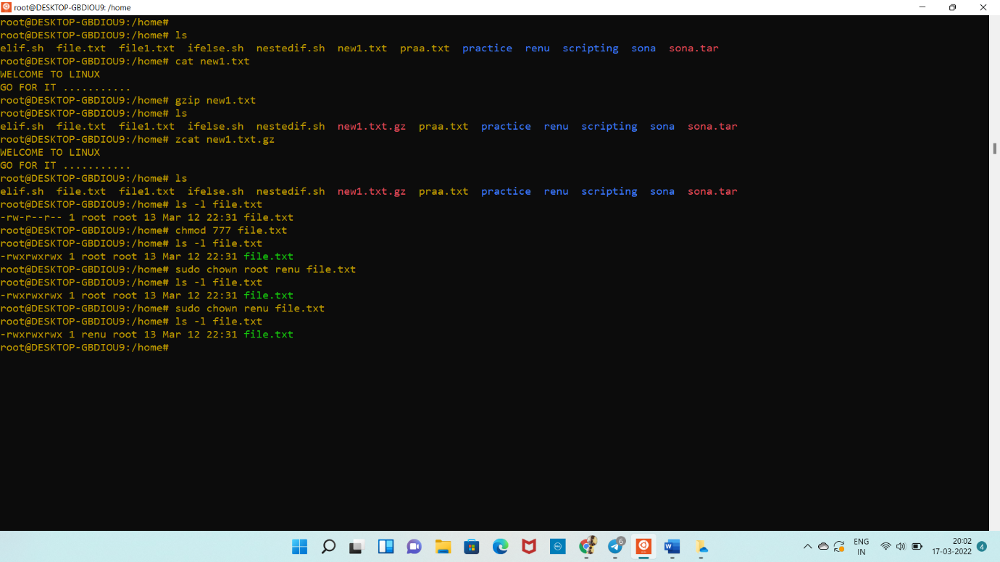 root@DESKTOP-GBDIOU9: /home
root@DESKTOP-GBDIOU9:/home#
root@DESKTOP-GBDIOU9:/home# ls
elif.sh  file.txt  file1.txt  ifelse.sh  nestedif.sh  new1.txt  praa.txt  practice  renu  scripting  sona  sona.tar
root@DESKTOP-GBDIOU9:/home# cat new1.txt
WELCOME TO LINUX
GO FOR IT ...........
root@DESKTOP-GBDIOU9:/home# gzip new1.txt
root@DESKTOP-GBDIOU9:/home# ls
elif.sh  file.txt  file1.txt  ifelse.sh  nestedif.sh  new1.txt.gz  praa.txt  practice  renu  scripting  sona  sona.tar
root@DESKTOP-GBDIOU9:/home# zcat new1.txt.gz
WELCOME TO LINUX
GO FOR IT ...........
root@DESKTOP-GBDIOU9:/home# ls
elif.sh  file.txt  file1.txt  ifelse.sh  nestedif.sh  new1.txt.gz  praa.txt  practice  renu  scripting  sona  sona.tar
root@DESKTOP-GBDIOU9:/home# ls -l file.txt
-rw-r--r-- 1 root root 13 Mar 12 22:31 file.txt
root@DESKTOP-GBDIOU9:/home# chmod 777 file.txt
root@DESKTOP-GBDIOU9:/home# ls -l file.txt
-rwxrwxrwx 1 root root 13 Mar 12 22:31 file.txt
root@DESKTOP-GBDIOU9:/home# sudo chown root renu file.txt
root@DESKTOP-GBDIOU9:/home# ls -l file.txt
-rwxrwxrwx 1 root root 13 Mar 12 22:31 file.txt
root@DESKTOP-GBDIOU9:/home# sudo chown renu file.txt
root@DESKTOP-GBDIOU9:/home# ls -l file.txt
-rwxrwxrwx 1 renu root 13 Mar 12 22:31 file.txt
root@DESKTOP-GBDIOU9:/home#
6
W
ENG
IN
20:02
17-03-2022
4